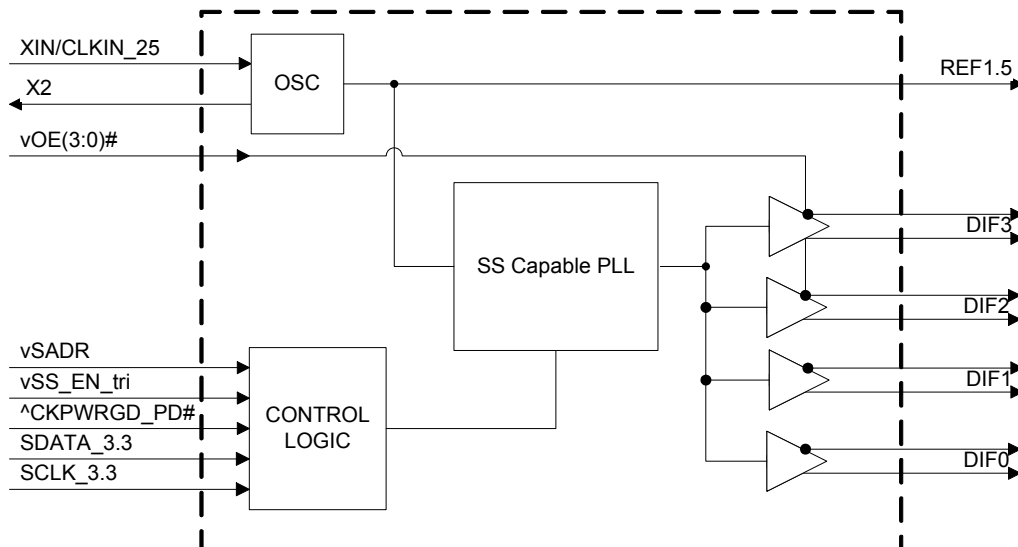 XIN/CLKIN_25
X2
vOE(3:0)#
OSC
REF1.5
SS Capable PLL
DIF3
DIF2
DIF1
DIF0
vSADR
vSS_EN_tri
^CKPWRGD_PD#
SDATA_3.3
SCLK_3.3
CONTROL
LOGIC